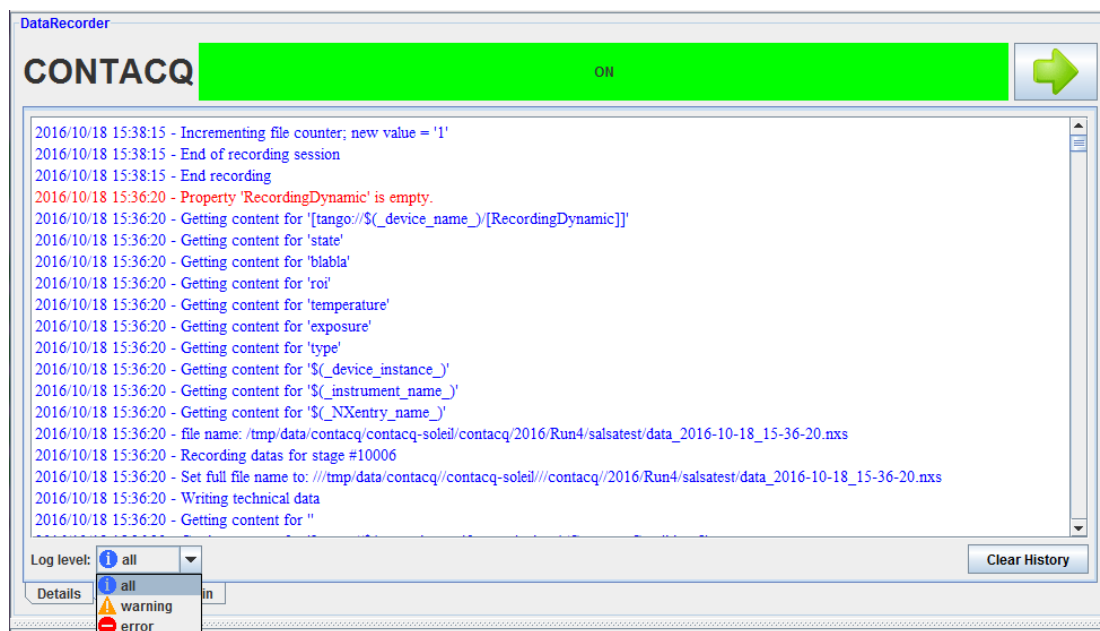 DataRecorder
CONTACQ
ON
2016/10/18 15:38:15 - Incrementing file counter; new value = '1'
2016/10/18 15:38:15 - End of recording session
2016/10/18 15:38:15 - End recording
2016/10/18 15:36:20 - Property 'RecordingDynamic' is empty.
2016/10/18 15:36:20 - Getting content for '[tango://$(_device_name_)/[RecordingDynamic]]'
2016/10/18 15:36:20 - Getting content for 'state'
2016/10/18 15:36:20 - Getting content for 'blabla'
2016/10/18 15:36:20 - Getting content for 'roi'
2016/10/18 15:36:20 - Getting content for 'temperature'
2016/10/18 15:36:20 - Getting content for 'exposure'
2016/10/18 15:36:20 - Getting content for 'type'
2016/10/18 15:36:20 - Getting content for '$(_device_instance_)'
2016/10/18 15:36:20 - Getting content for '$(_instrument_name_)'
2016/10/18 15:36:20 - Getting content for '$(_NXentry_name_)'
2016/10/18 15:36:20 - file name: /tmp/data/contacq/contacq-soleil/contacq/2016/Run4/salsatest/data_2016-10-18_15-36-20.nxs
2016/10/18 15:36:20 - Recording datas for stage #10006
2016/10/18 15:36:20 - Set full file name to: ///tmp/data/contacq//contacq-soleil///contacq//2016/Run4/salsatest/data_2016-10-18_15-36-20.nxs
2016/10/18 15:36:20 - Writing technical data
2016/10/18 15:36:20 - Getting content for ''
Log level: all
Clear History
all
Details
in
warning
error